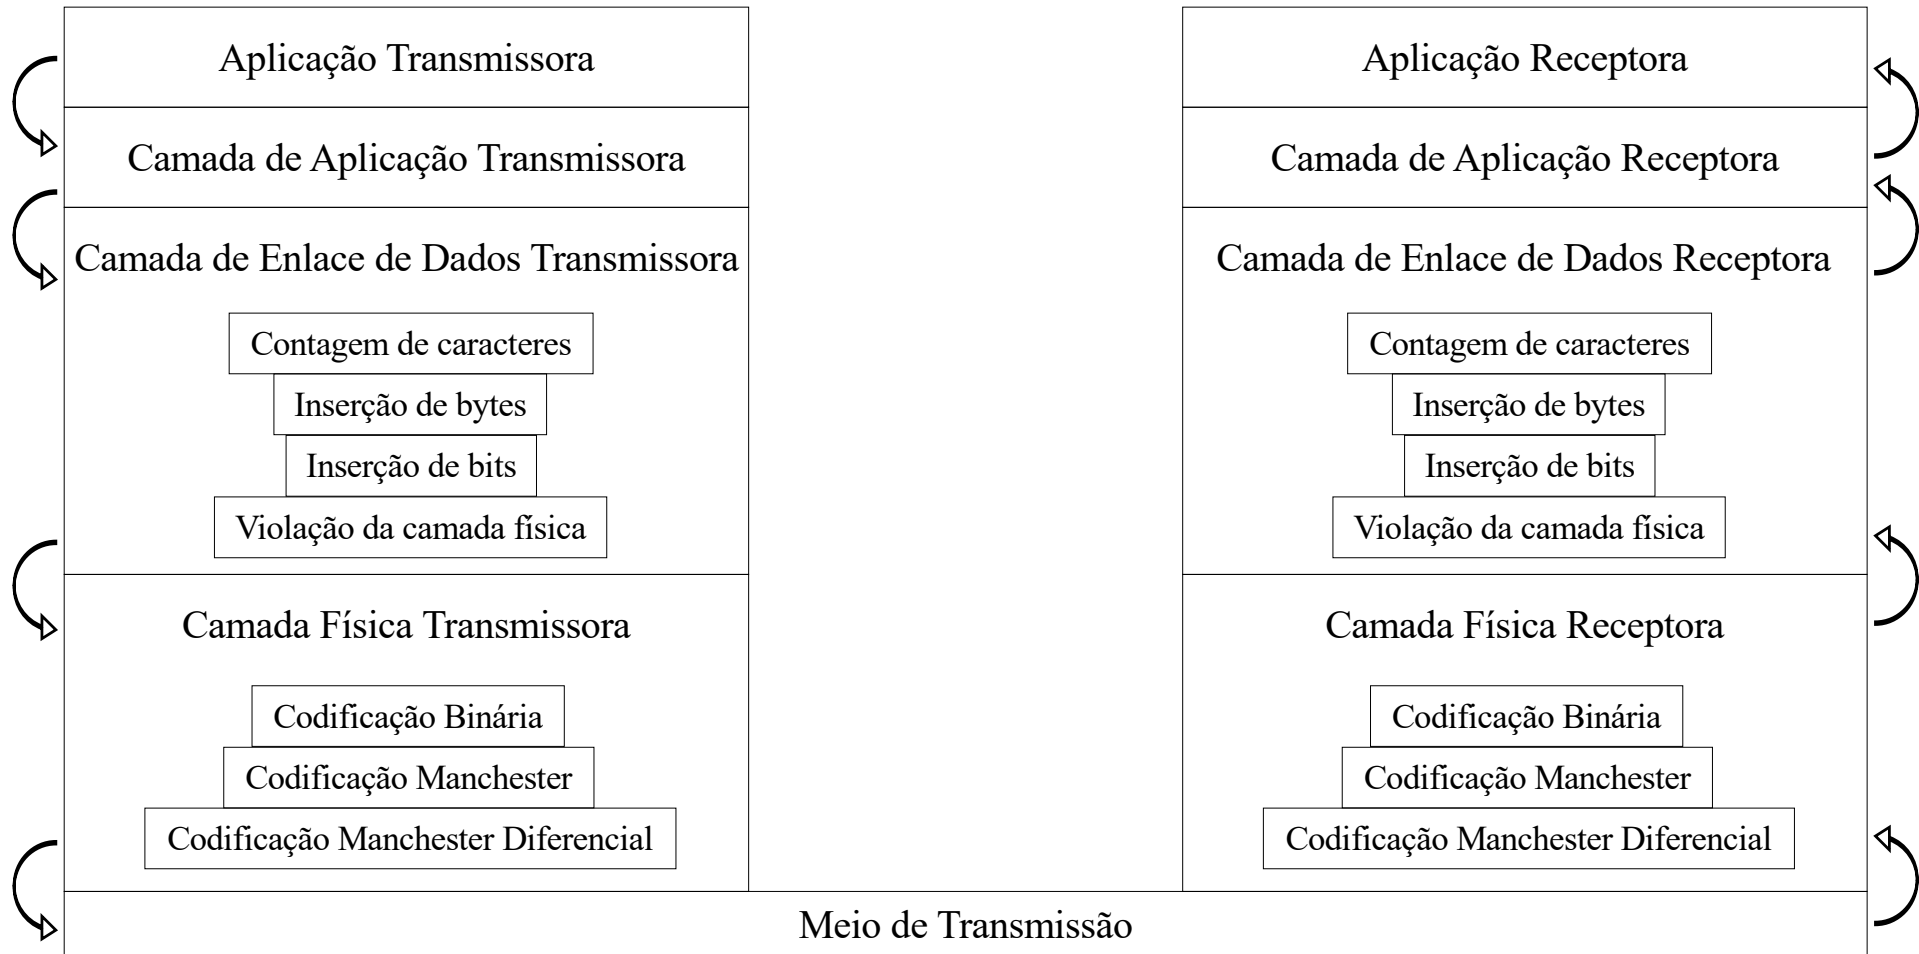 Aplicação Transmissora
Camada de Aplicação Transmissora
Camada de Enlace de Dados Transmissora
Contagem de caracteres
Inserção de bytes
Inserção de bits
Violação da camada física
Camada Física Transmissora
Codificação Binária
Codificação Manchester
Codificação Manchester Diferencial
Aplicação Receptora
Camada de Aplicação Receptora
Camada de Enlace de Dados Receptora
Contagem de caracteres
Inserção de bytes
Inserção de bits
Violação da camada física
Camada Física Receptora
Codificação Binária
Codificação Manchester
Codificação Manchester Diferencial
Meio de Transmissão